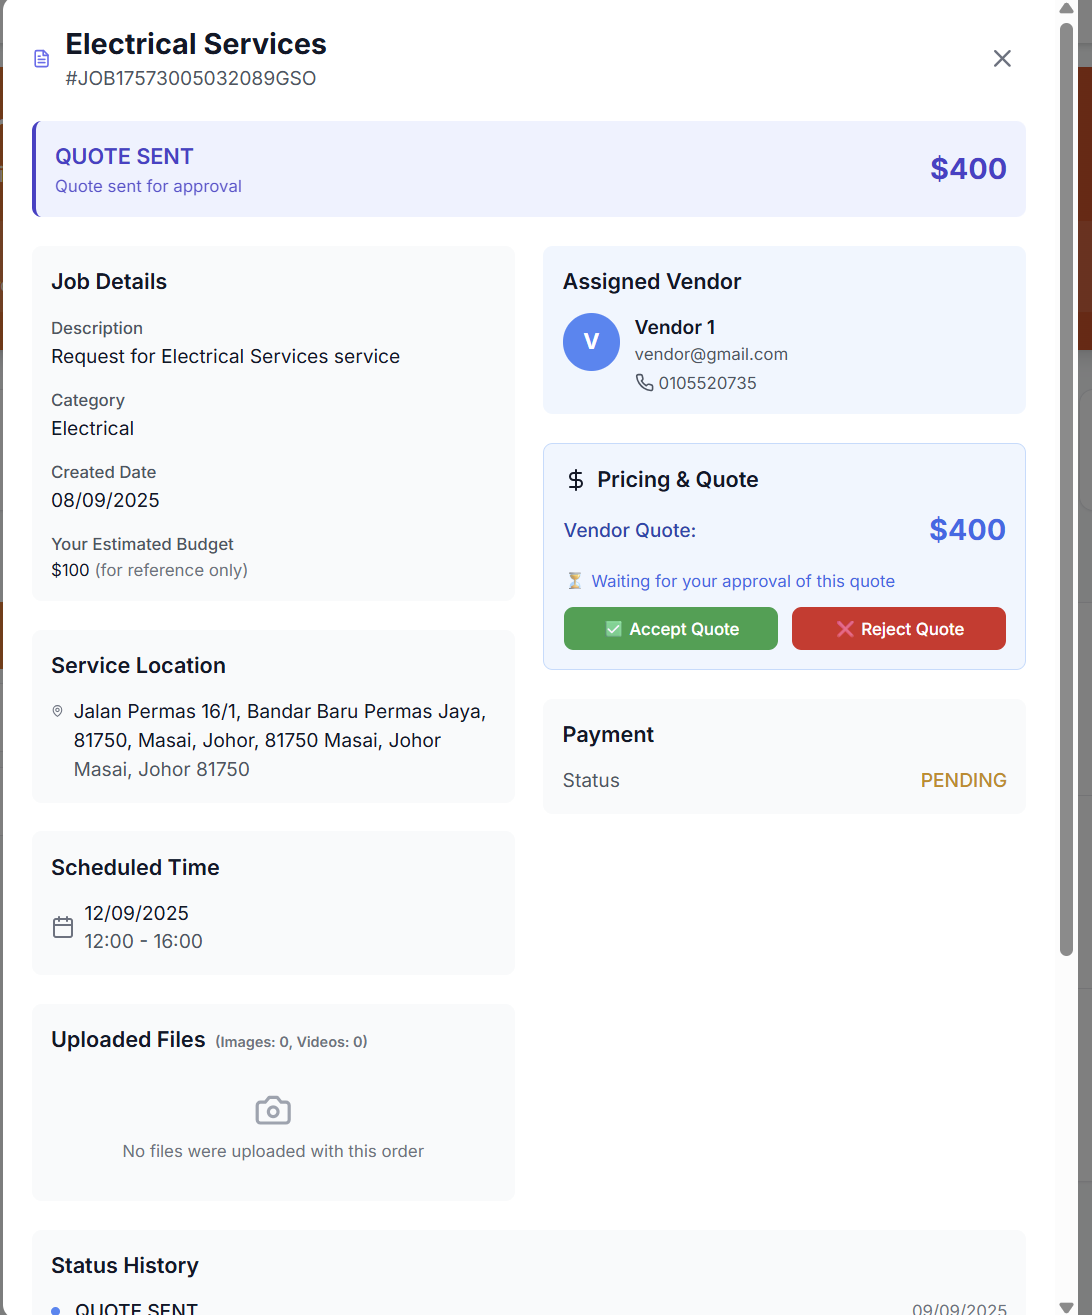 Electrical Services
#JOB17573005032089GSO
QUOTE SENT
Quote sent for approval
$400
Job Details
Description
Request for Electrical Services service
Category
Electrical
Created Date
08/09/2025
Your Estimated Budget
$100 (for reference only)
Service Location
Jalan Permas 16/1, Bandar Baru Permas Jaya,
81750, Masai, Johor, 81750 Masai, Johor
Masai, Johor 81750
Scheduled Time
12/09/2025
12:00 - 16:00
Uploaded Files (Images: 0, Videos: 0)
No files were uploaded with this order
Assigned Vendor
V
Vendor 1
vendor@gmail.com
0105520735
$ Pricing & Quote
Vendor Quote:
$400
⏳ Waiting for your approval of this quote
✅ Accept Quote
❌ Reject Quote
Payment
Status
PENDING
Status History
QUOTE SENT
09/09/2025